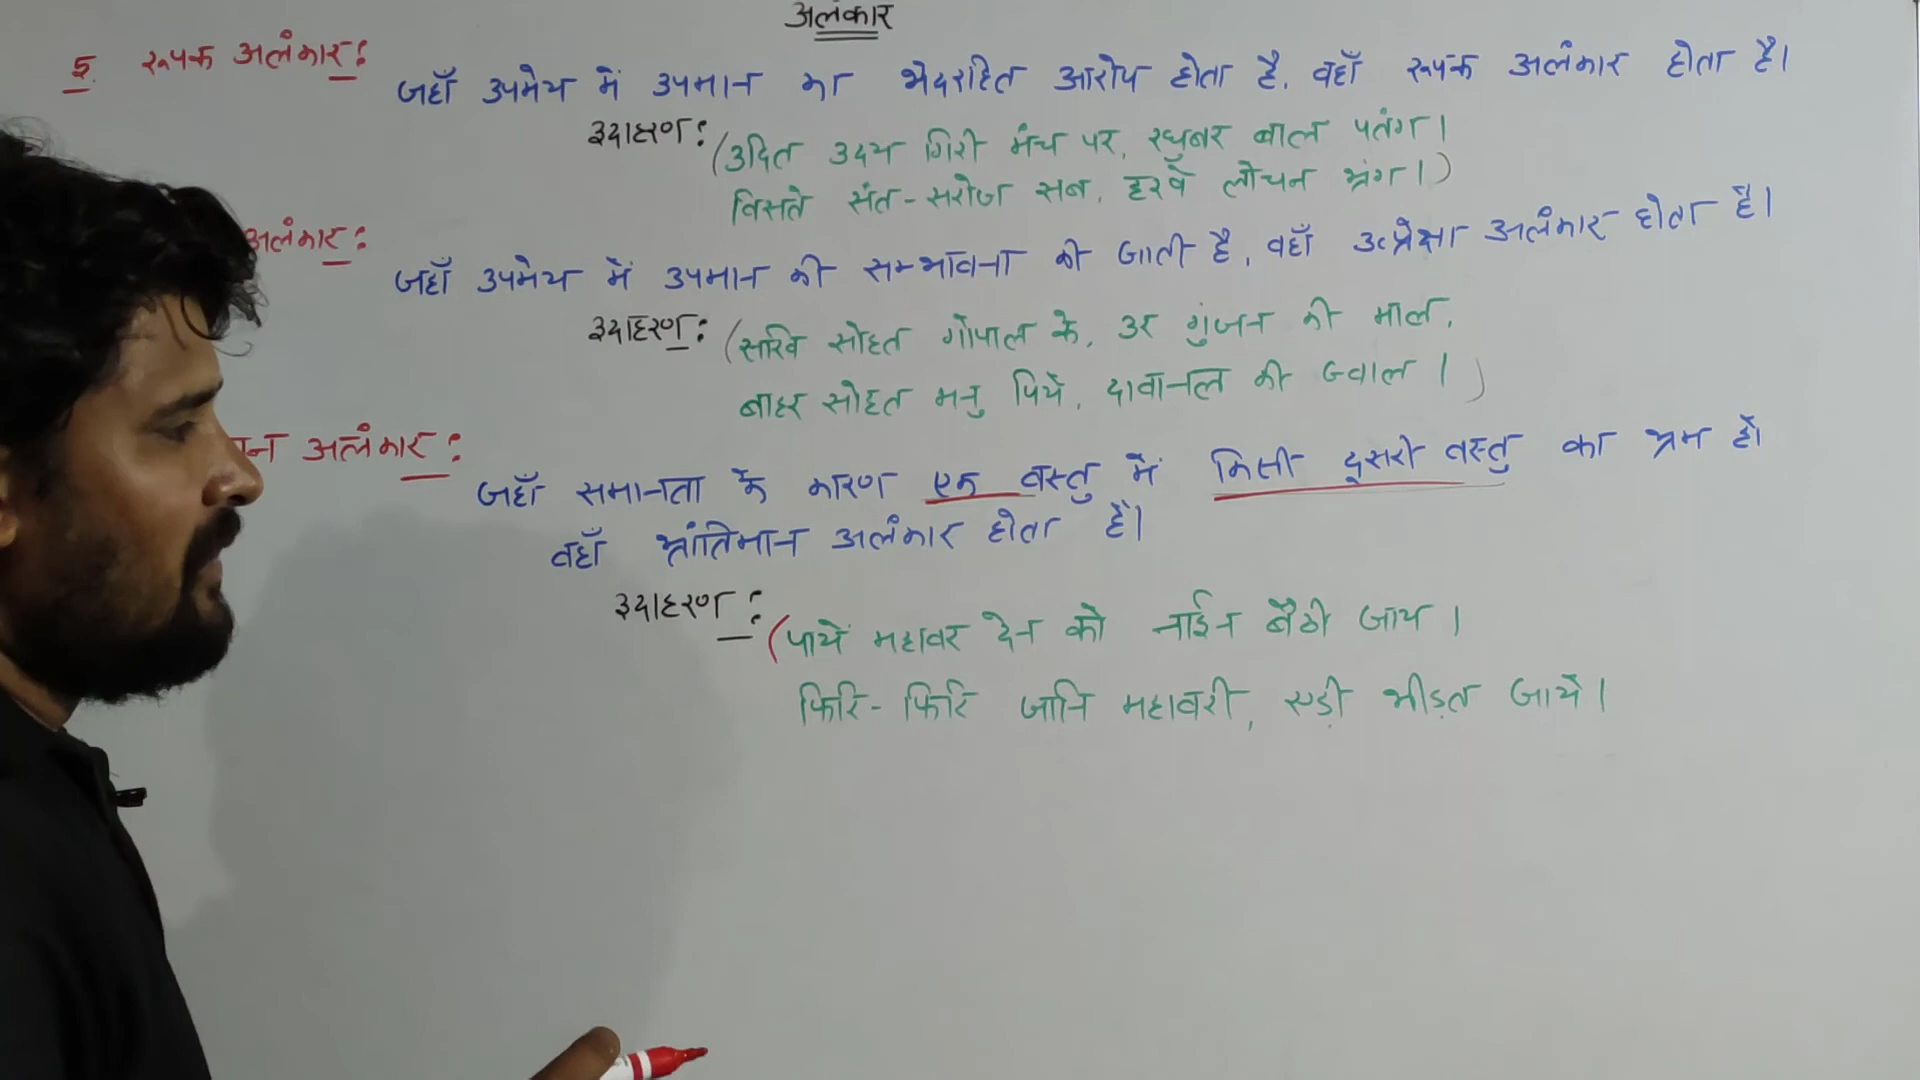 अलंकार
5. रूपक अलंकार :
जहाँ उपमेय में उपमान का भेदरहित आरोप होता है, वहाँ रूपक अलंकार होता है।
उदाहरण : (उदित उदय गिरी मंच पर, रघुबर बाल पतंग।
विसते संत-सरोज सब, हरषे लोचन भ्रंग।)
अलंकार :
जहाँ उपमेय में उपमान की सम्भावना की जाती है, वहाँ उत्प्रेक्षा अलंकार होता है।
उदाहरण : (सखि सोहत गोपाल के, उर गुंजन की माल,
बाहर सोहत मनु पिये, दावानल की ज्वाल।)
न अलंकार :
जहाँ समानता के कारण एक वस्तु में किसी दूसरी वस्तु का भ्रम हो
वहाँ भ्रांतिमान अलंकार होता है।
उदाहरण : (पायें महावर देन को नाईन बैठी जाय।
फिरि-फिरि जानि महावरी, एड़ी भीड़त जाये।